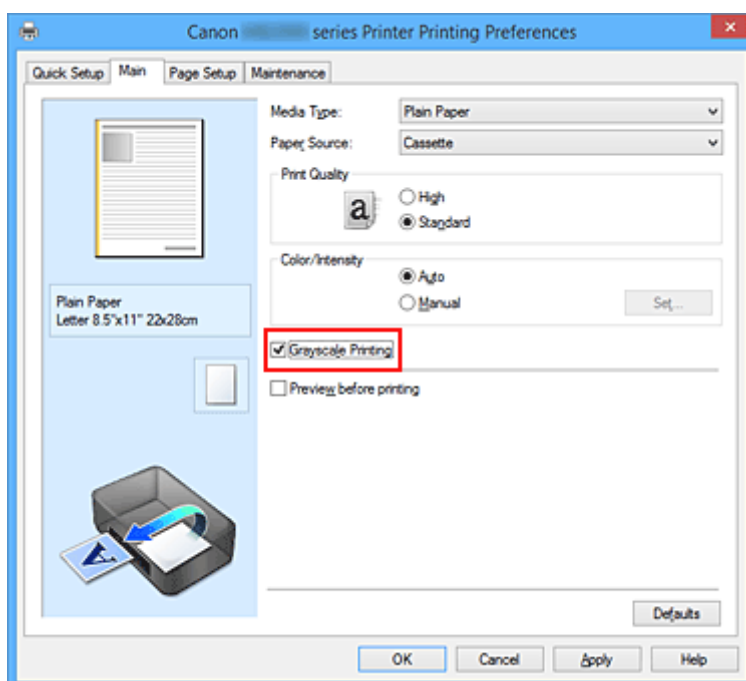 Canon series Printer Printing Preferences
Quick Setup Main Page Setup Maintenance
Media Type: Plain Paper
Paper Source: Cassette
Print Quality
a
High
Standard
Color/Intensity
Auto
Manual Set...
Plain Paper
Letter 8.5"x11" 22x28cm
Grayscale Printing
Preview before printing
A
Defaults
OK Cancel Apply Help